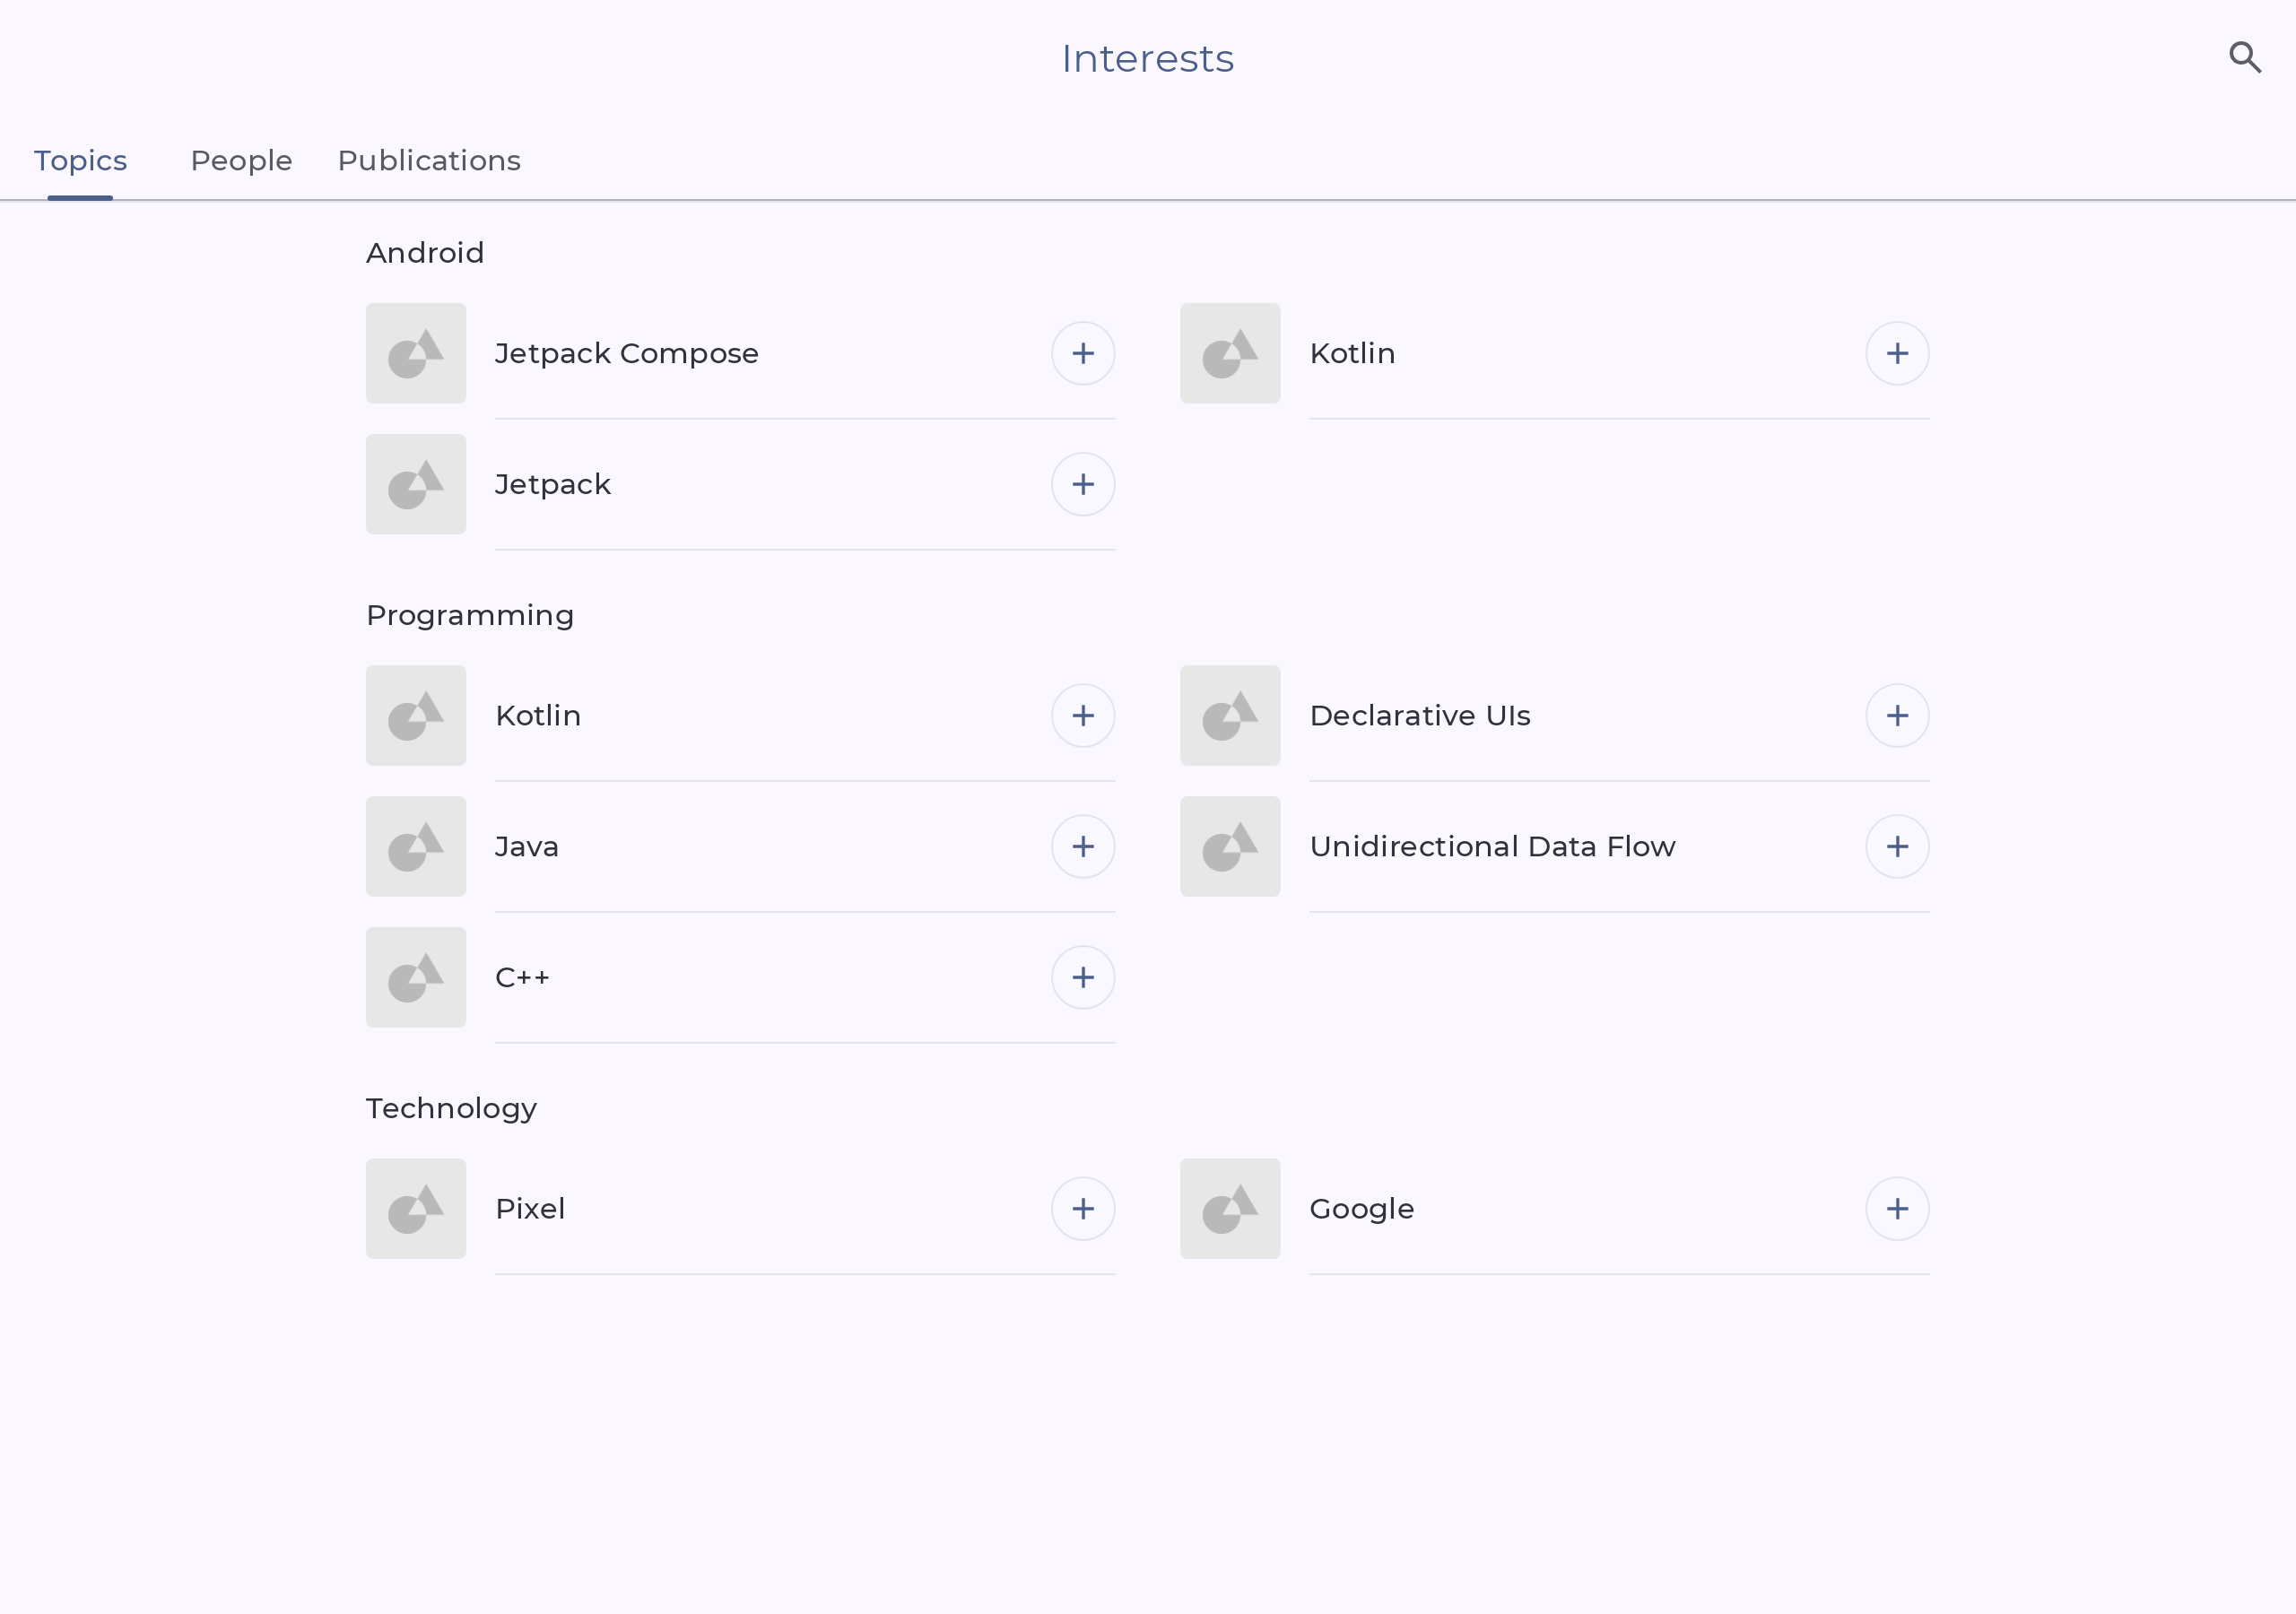 Interests
Topics People Publications
Android
Jetpack Compose
Kotlin
Jetpack
Programming
Kotlin
Declarative UIs
Java
Unidirectional Data Flow
C++
Technology
Pixel
Google